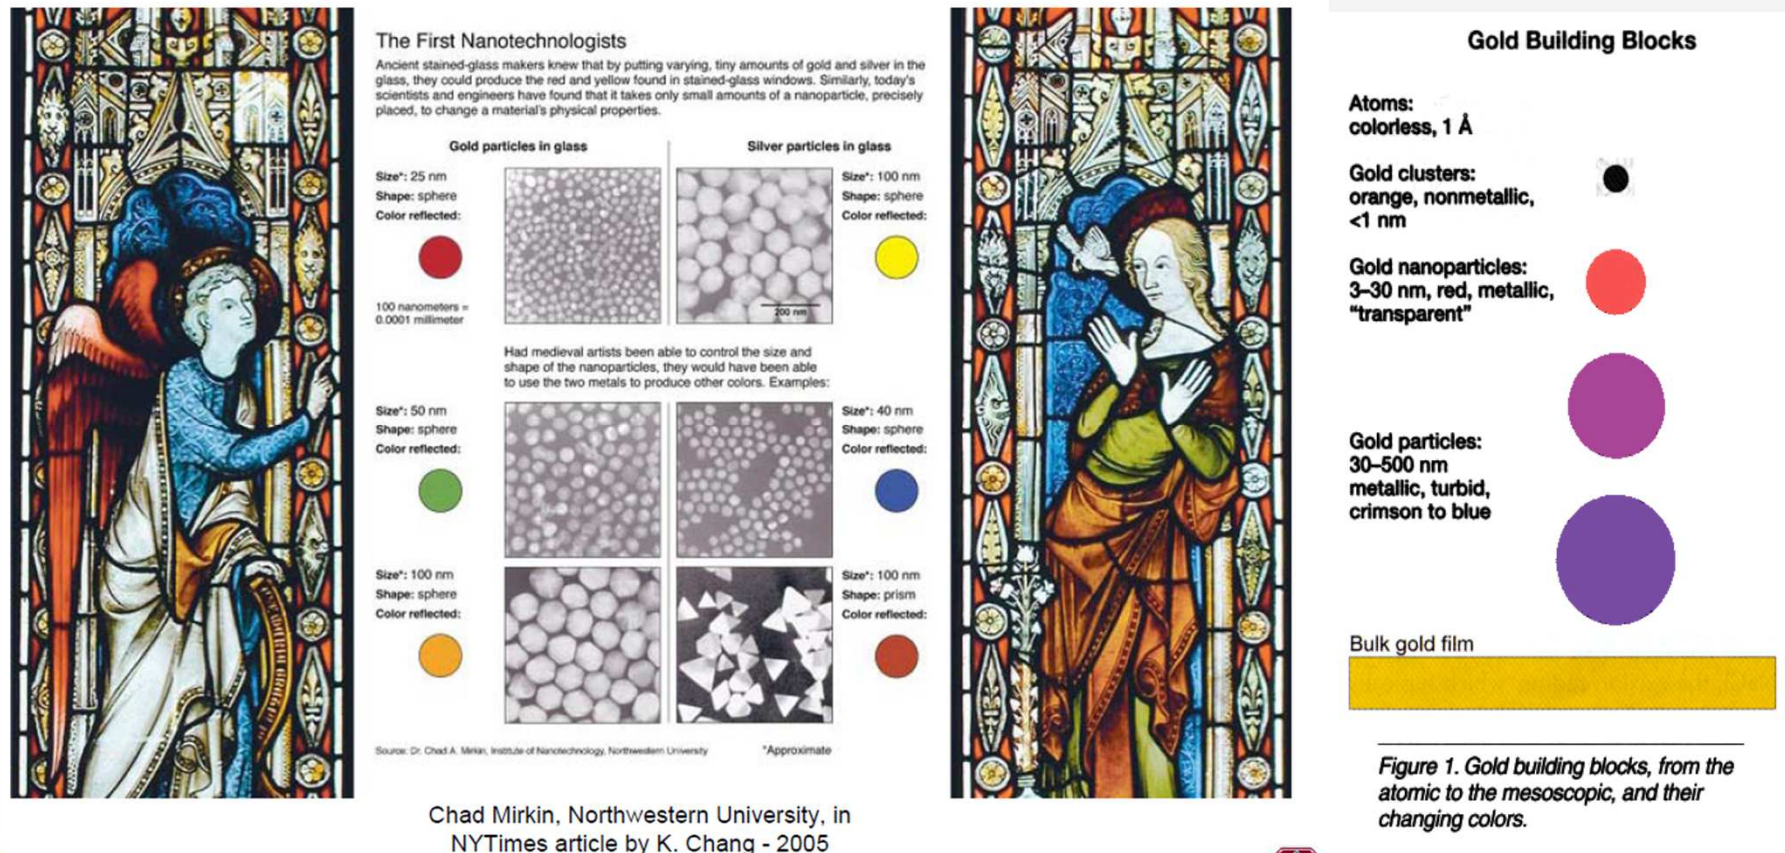 The First Nanotechnologists
Ancient stained-glass makers knew that by putting varying, tiny amounts of gold and silver in the
glass, they could produce the red and yellow found in stained-glass windows. Similarly, today's
scientists and engineers have found that it takes only small amounts of a nanoparticle, precisely
placed, to change a material's physical properties.
Gold particles in glass
Size*: 25 nm
Shape: sphere
Color reflected:
100 nanometers =
0.0001 millimeter
Silver particles in glass
Size*: 100 nm
Shape: sphere
Color reflected:
200 nm
Had medieval artists been able to control the size and
shape of the nanoparticles, they would have been able
to use the two metals to produce other colors. Examples:
Size*: 50 nm
Shape: sphere
Color reflected:
Size*: 40 nm
Shape: sphere
Color reflected:
Size*: 100 nm
Shape: sphere
Color reflected:
Size*: 100 nm
Shape: prism
Color reflected:
Source: Dr. Chad A. Mirkin, Institute of Nanotechnology, Northwestern University
*Approximate
Chad Mirkin, Northwestern University, in
NYTimes article by K. Chang - 2005
Gold Building Blocks
Atoms:
colorless, 1 Å
Gold clusters:
orange, nonmetallic,
<1 nm
Gold nanoparticles:
3–30 nm, red, metallic,
“transparent”
Gold particles:
30–500 nm
metallic, turbid,
crimson to blue
Bulk gold film
Figure 1. Gold building blocks, from the
atomic to the mesoscopic, and their
changing colors.